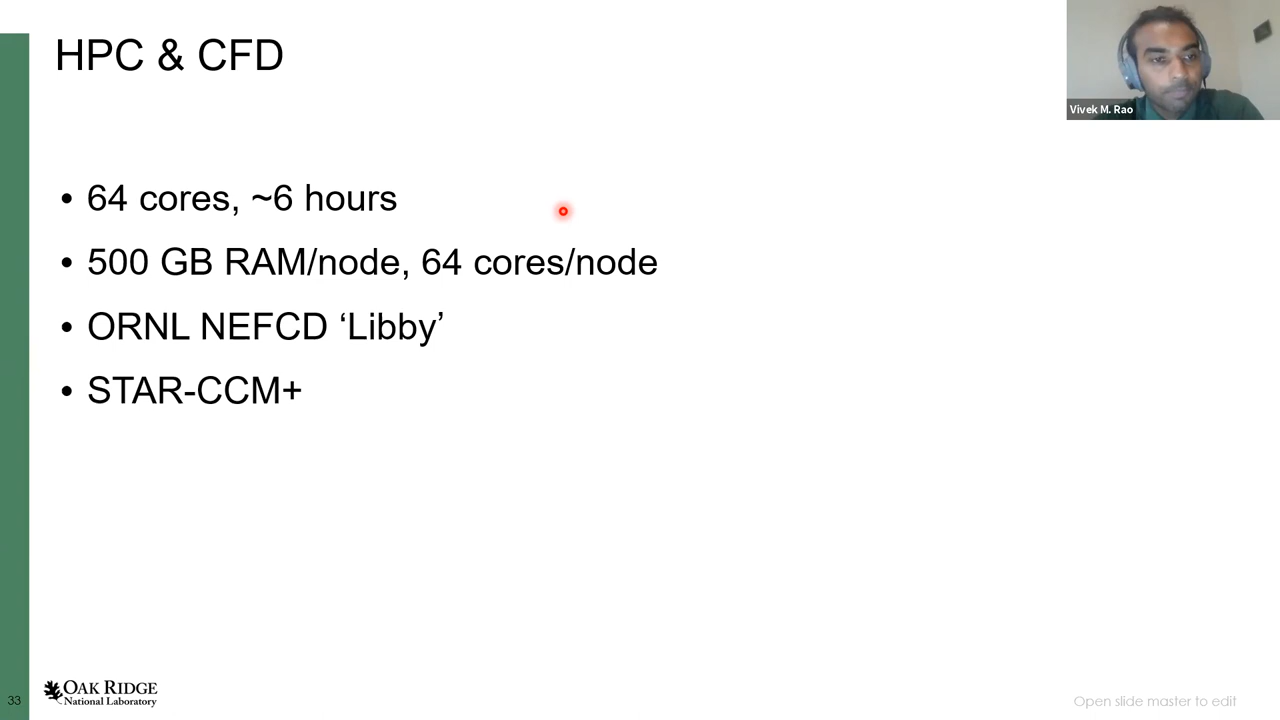 HPC & CFD
Vivek M. Rao
• 64 cores, ~6 hours
• 500 GB RAM/node, 64 cores/node
• ORNL NEFCD ‘Libby’
• STAR-CCM+
33
OAK RIDGE
National Laboratory
Open slide master to edit